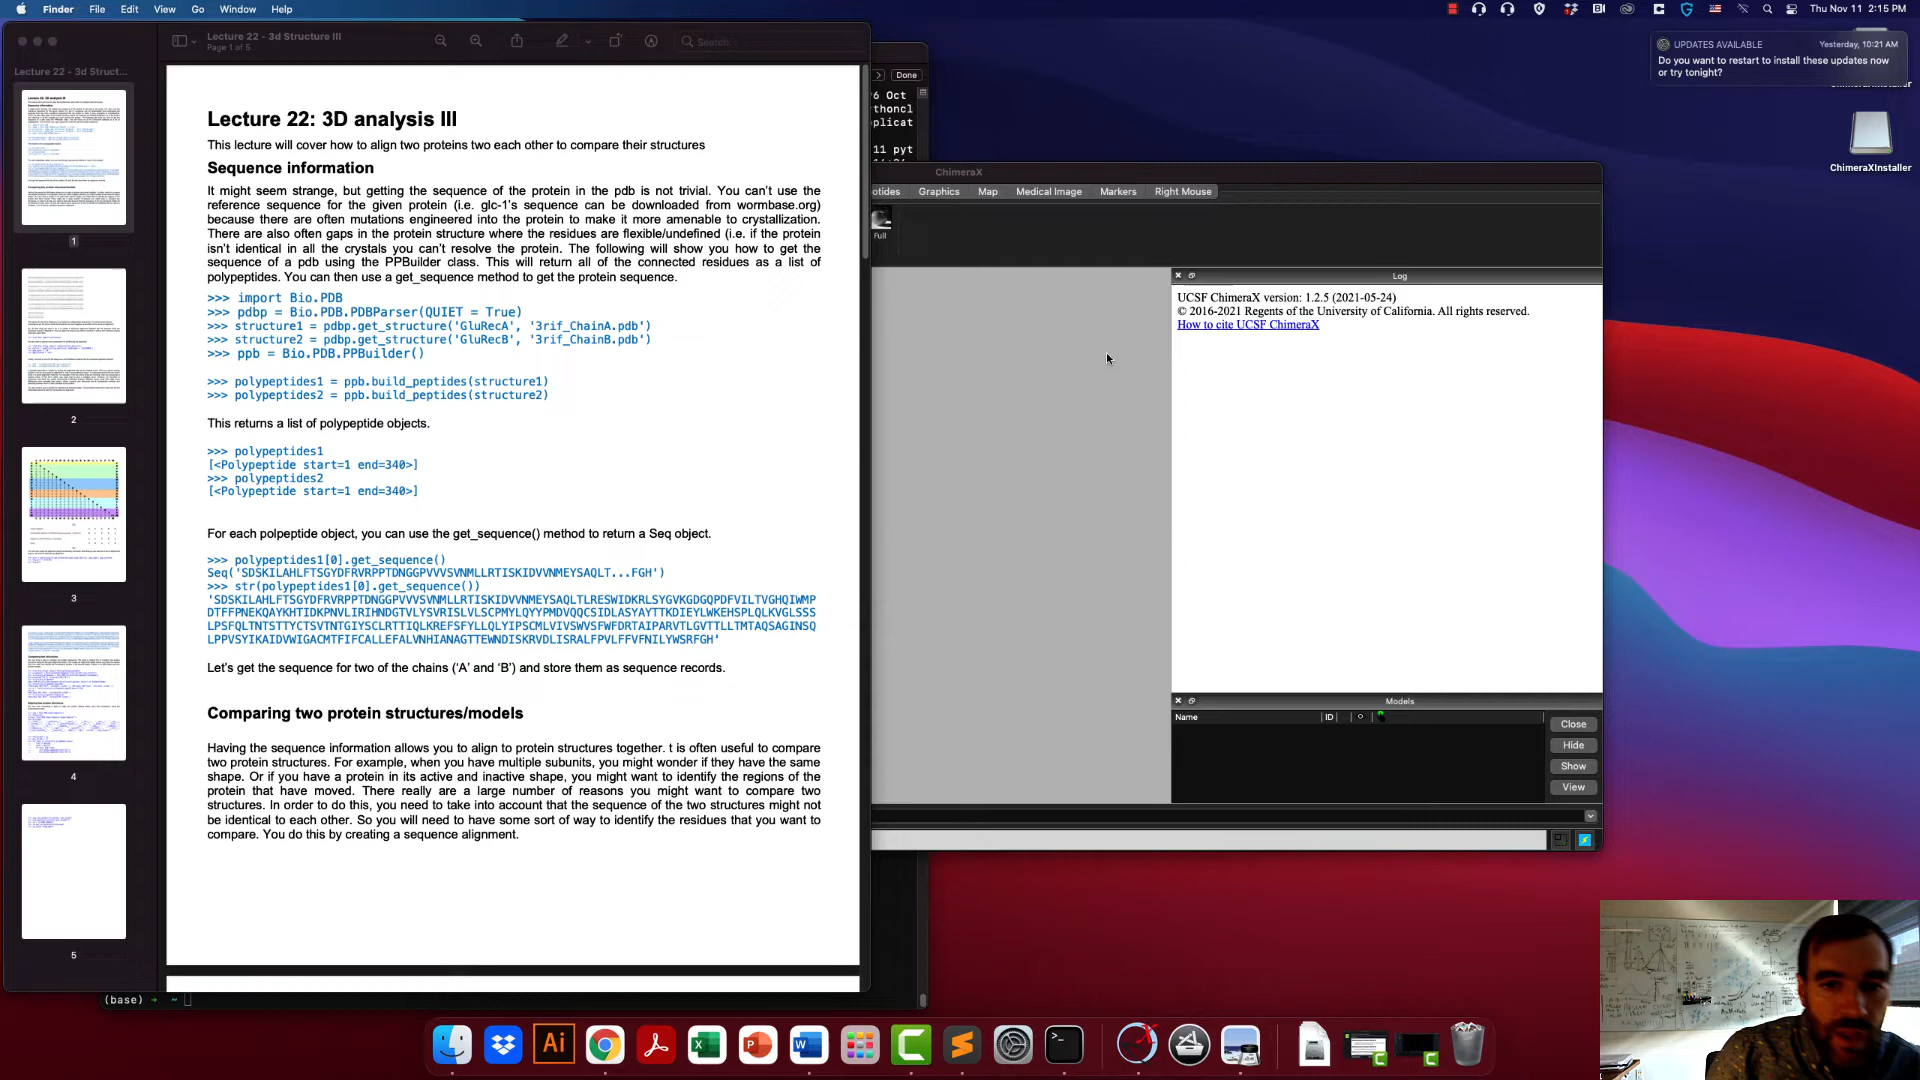 Finder File Edit View Go Window Help
Thu Nov 11 2:15 PM
UPDATES AVAILABLE Yesterday, 10:21 AM
Do you want to restart to install these updates now
or try tonight?
ChimeraXInstaller
Lecture 22 - 3d Structure III
Page 1 of 5
Search
Lecture 22 - 3d Struct...
1
2
3
4
5
Lecture 22: 3D analysis III
This lecture will cover how to align two proteins two each other to compare their structures
Sequence information
It might seem strange, but getting the sequence of the protein in the pdb is not trivial. You can't use the
reference sequence for the given protein (i.e. glc-1's sequence can be downloaded from wormbase.org)
because there are often mutations engineered into the protein to make it more amenable to crystallization.
There are also often gaps in the protein structure where the residues are flexible/undefined (i.e. if the protein
isn't identical in all the crystals you can't resolve the protein. The following will show you how to get the
sequence of a pdb using the PPBuilder class. This will return all of the connected residues as a list of
polypeptides. You can then use a get_sequence method to get the protein sequence.
>>> import Bio.PDB
>>> pdbp = Bio.PDB.PDBParser(QUIET = True)
>>> structure1 = pdbp.get_structure('GluRecA', '3rif_ChainA.pdb')
>>> structure2 = pdbp.get_structure('GluRecB', '3rif_ChainB.pdb')
>>> ppb = Bio.PDB.PPBuilder()
>>> polypeptides1 = ppb.build_peptides(structure1)
>>> polypeptides2 = ppb.build_peptides(structure2)
This returns a list of polypeptide objects.
>>> polypeptides1
[<Polypeptide start=1 end=340>]
>>> polypeptides2
[<Polypeptide start=1 end=340>]
For each polpeptide object, you can use the get_sequence() method to return a Seq object.
>>> polypeptides1[0].get_sequence()
Seq('SDSKILAHLFTSGYDFRVRPPTDNGGPVVVSVNMLLRTISKIDVVNMEYSAQLT...FGH')
>>> str(polypeptides1[0].get_sequence())
'SDSKILAHLFTSGYDFRVRPPTDNGGPVVVSVNMLLRTISKIDVVNMEYSAQLTLRESWIDKRLSYGVKGDGQPDFVILTVGHQIWMP
DTFFPNEKQAYKHTIDKPNVLIRIHNDGTVLYSVRISLVLSCPMYLQYYPMDVQQCSIDLASYAYTTKDIEYLWKEHSPLQLKVGLSSS
LPSFQLTNTSTTYCTSVTNTGIYSCLRTTIQLKREFSFYLLQLYIPSCMLVIVSWVSFWFDRTAIPARVTLGVTTLLTMTAQSAGINSQ
LPPVSYIKAIDVWIGACMTFIFCALLEFALVNHIANAGTTEWNDISKRVDLISRALFPVLFFVFNILYWSRFGH'
Let's get the sequence for two of the chains ('A' and 'B') and store them as sequence records.
Comparing two protein structures/models
Having the sequence information allows you to align to protein structures together. t is often useful to compare
two protein structures. For example, when you have multiple subunits, you might wonder if they have the same
shape. Or if you have a protein in its active and inactive shape, you might want to identify the regions of the
protein that have moved. There really are a large number of reasons you might want to compare two
structures. In order to do this, you need to take into account that the sequence of the two structures might not
be identical to each other. So you will need to have some sort of way to identify the residues that you want to
compare. You do this by creating a sequence alignment.
Done
ChimeraX
Graphics Map Medical Image Markers Right Mouse
Full
Log
UCSF ChimeraX version: 1.2.5 (2021-05-24)
© 2016-2021 Regents of the University of California. All rights reserved.
How to cite UCSF ChimeraX
Models
Name ID
Close
Hide
Show
View
(base) → ~